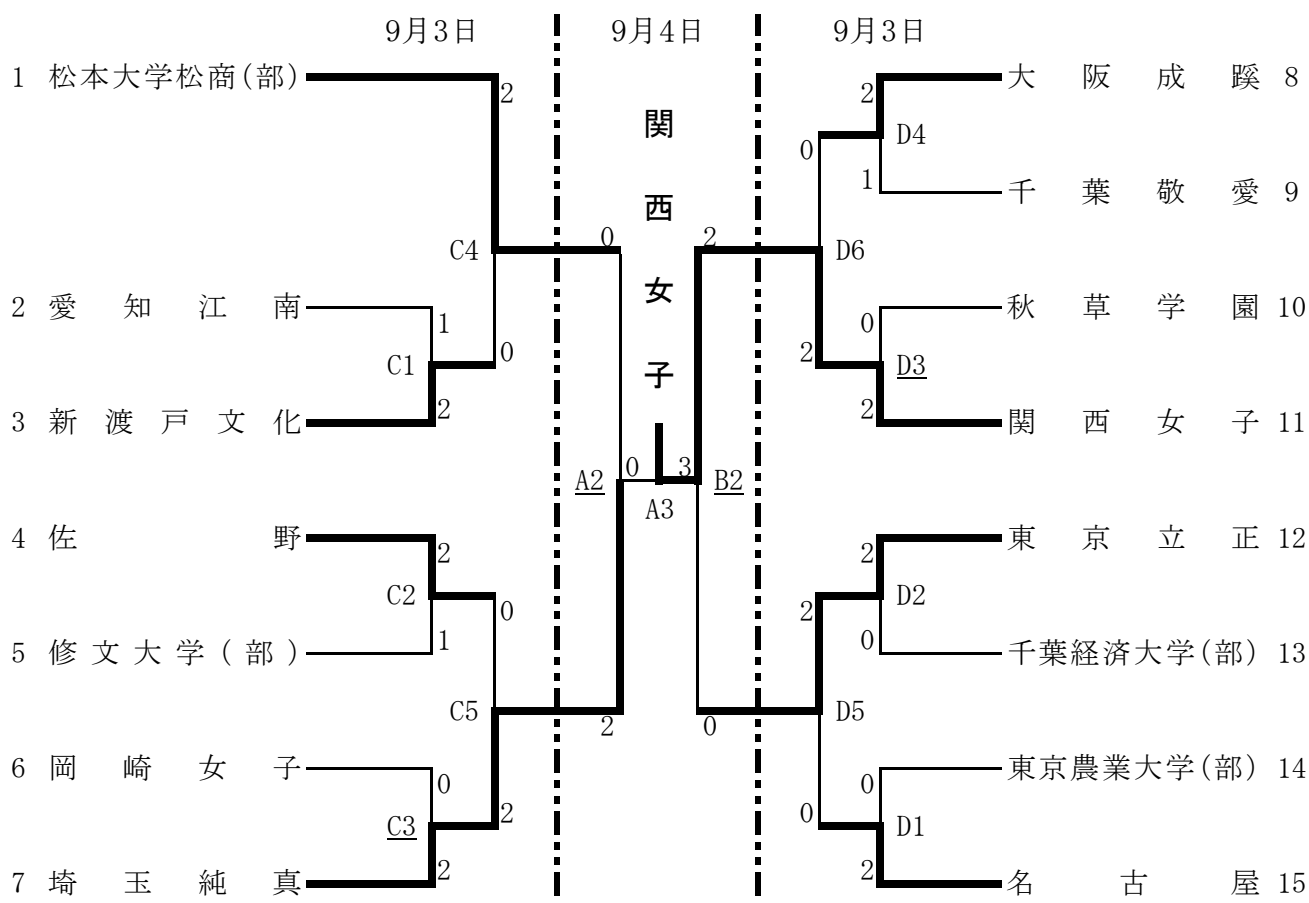 9月3日 9月4日 9月3日
1 松本大学松商(部) 2 2 大阪成蹊 8
関西女子
0 D4
1 千葉敬愛 9
C4 0 2 D6
2 愛知江南 1 0 秋草学園 10
C1 0 2 D3
3 新渡戸文化 2 2 関西女子 11
A2 0 3 B2
A3
4 佐野 2 2 東京立正 12
C2 0 2 D2
5 修文大学(部) 1 0 千葉経済大学(部) 13
C5 2 0 D5
6 岡崎女子 0 0 東京農業大学(部) 14
C3 2 0 D1
7 埼玉純真 2 2 名古屋 15